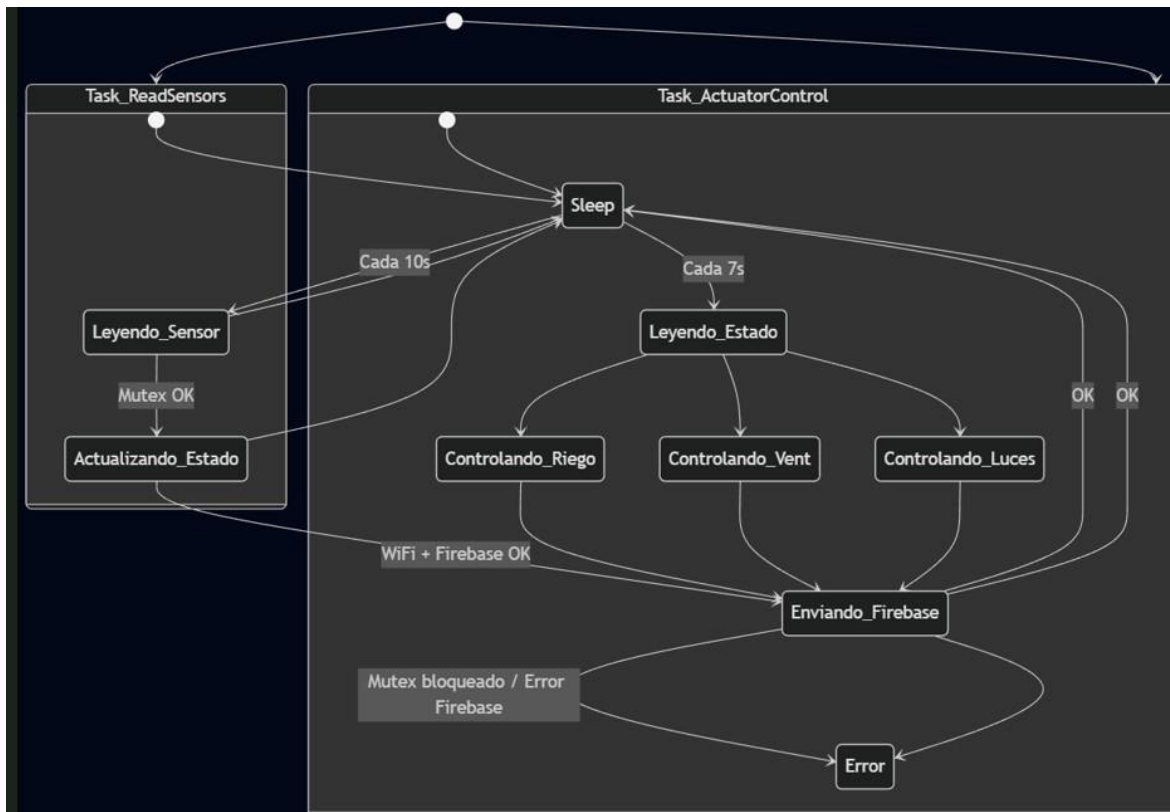 Task_ReadSensors
Task_ActuatorControl
Sleep
Cada 10s
Cada 7s
Leyendo_Sensor
Leyendo_Estado
Mutex OK
OK
OK
Actualizando_Estado
Controlando_Riego
Controlando_Vent
Controlando_Luces
WiFi + Firebase OK
Enviando_Firebase
Mutex bloqueado / Error
Firebase
Error